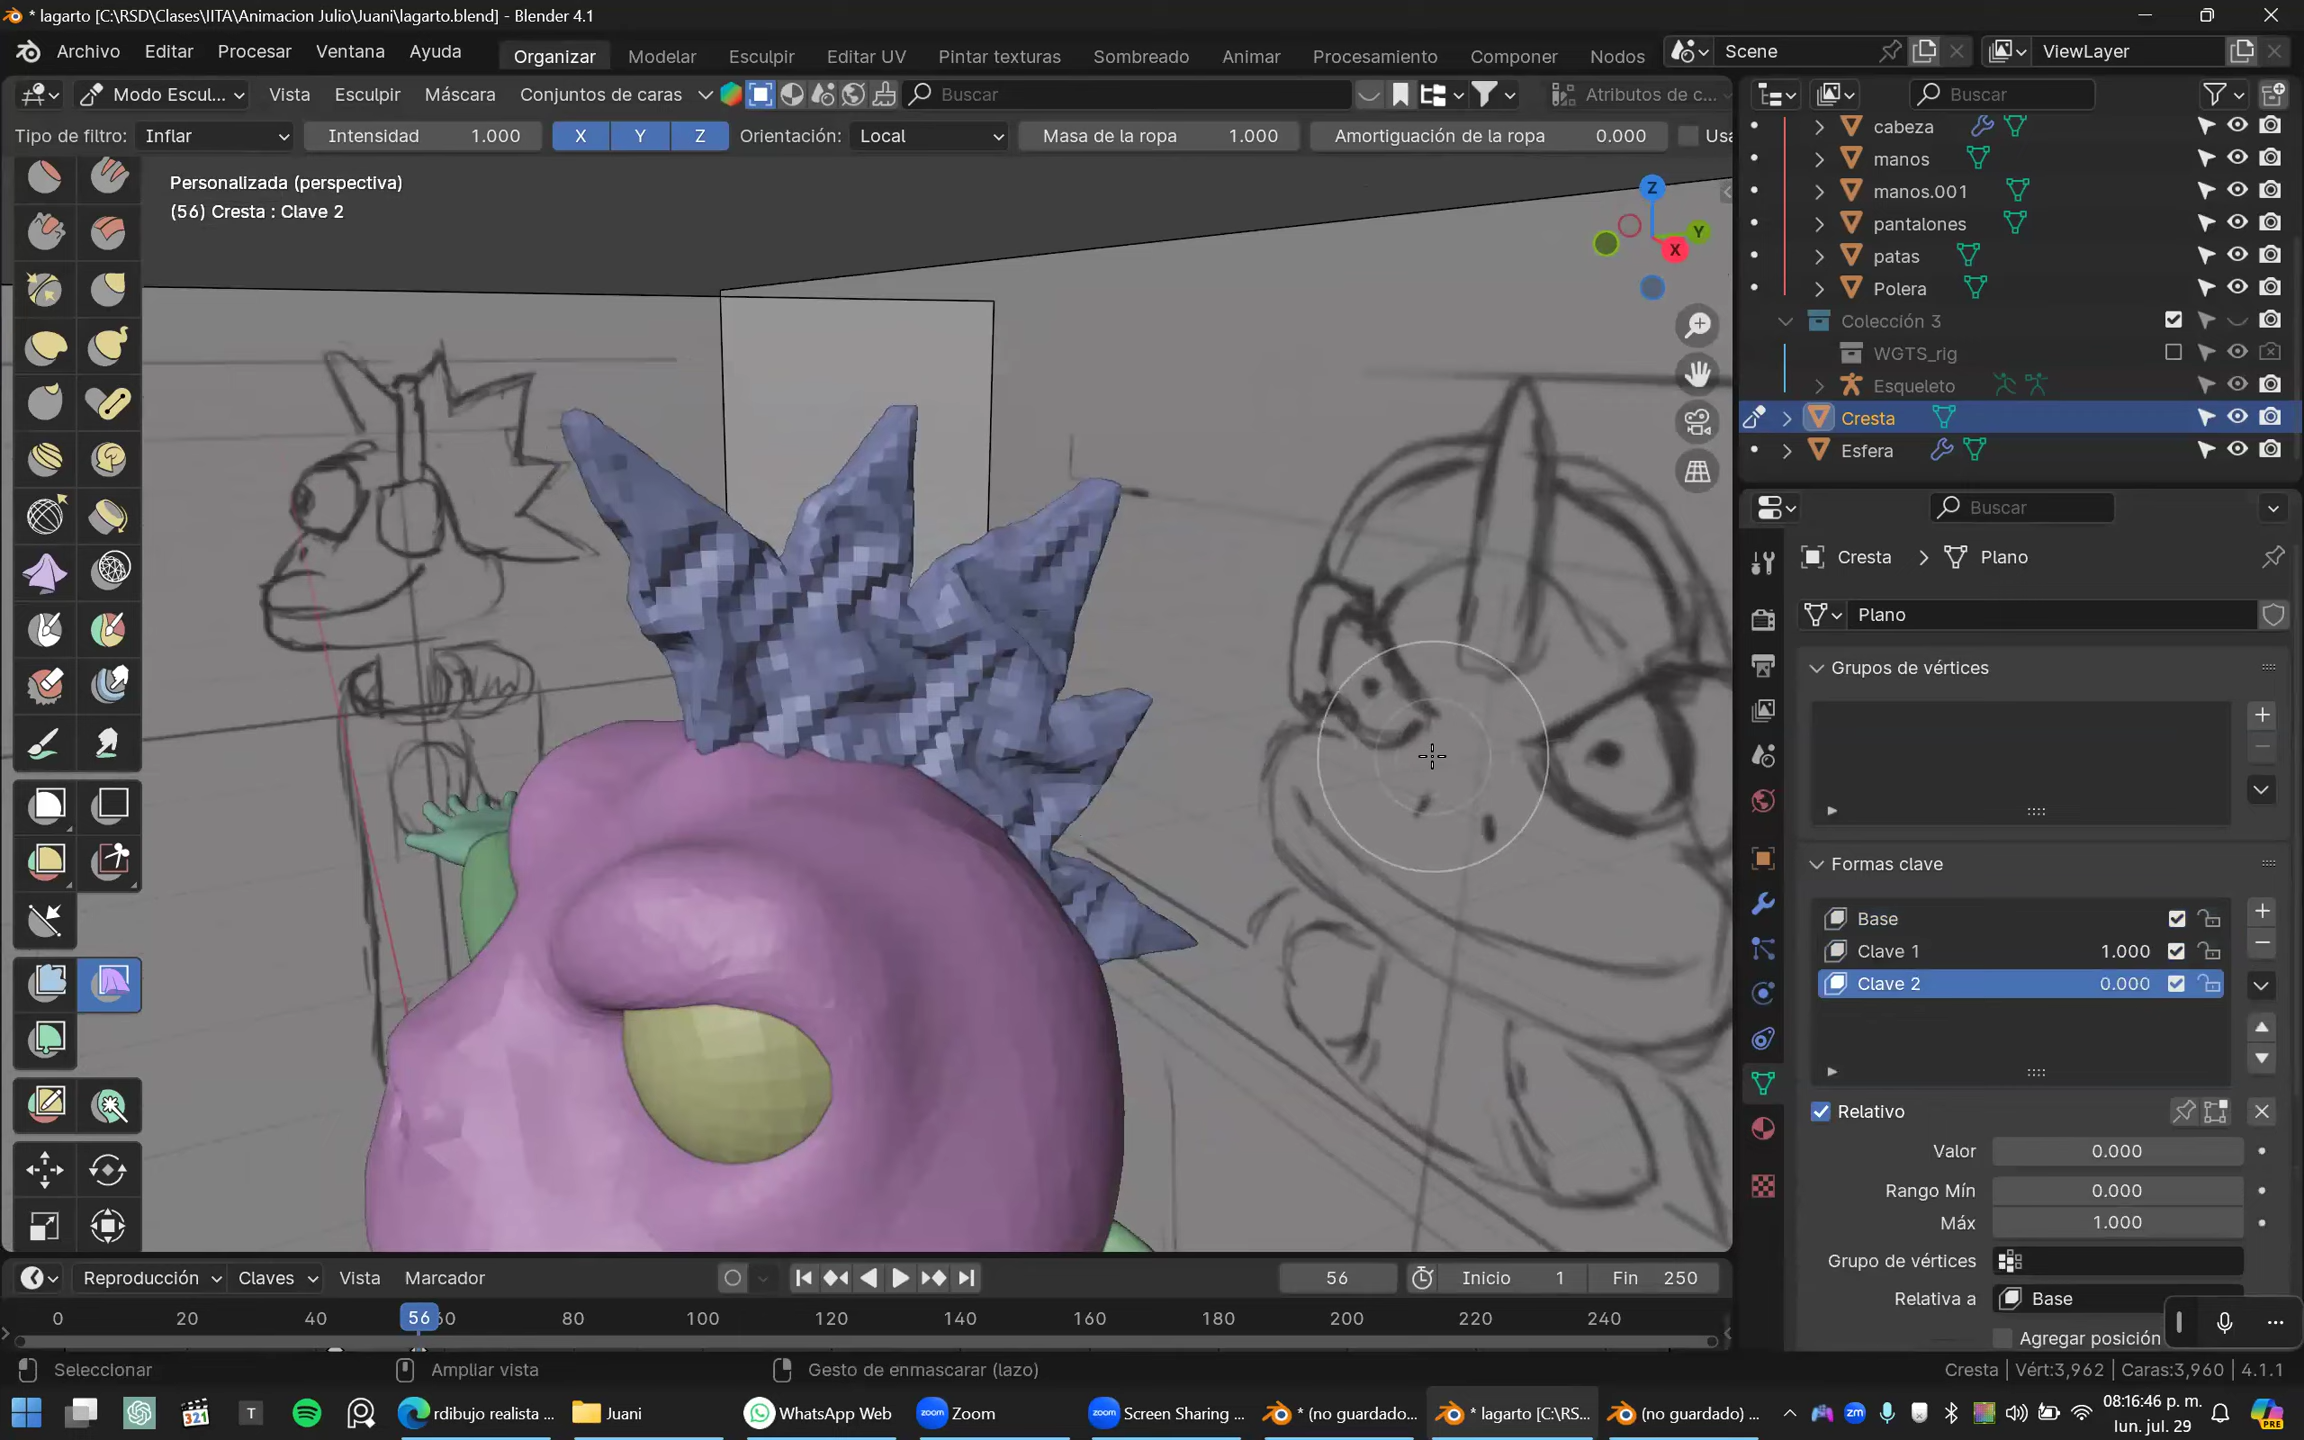 * lagarto [C:\RSD\Clases\IITA\Animacion Julio\Juani\lagarto.blend] - Blender 4.1
Archivo Editar Procesar Ventana Ayuda Organizar Modelar Esculpir Editar UV Pintar texturas Sombreado Animar Procesamiento Componer Nodos Scene ViewLayer
Modo Escul... Vista Esculpir Máscara Conjuntos de caras Buscar Atributos de c... Buscar
Tipo de filtro: Inflar Intensidad 1.000 X Y Z Orientación: Local Masa de la ropa 1.000 Amortiguación de la ropa 0.000 Usa
Personalizada (perspectiva)
(56) Cresta : Clave 2
Z
Y
X
cabeza
manos
manos.001
pantalones
patas
Polera
Colección 3
WGTS_rig
Esqueleto
Cresta
Esfera
Buscar
Cresta > Plano
Plano
Grupos de vértices
Formas clave
Base
Clave 1 1.000
Clave 2 0.000
Relativo
Valor 0.000
Rango Mín 0.000
Máx 1.000
Grupo de vértices
Relativa a Base
Agregar posición
Reproducción Claves Vista Marcador 56 Inicio 1 Fin 250
0 20 40 56 60 80 100 120 140 160 180 200 220 240
Seleccionar Ampliar vista Gesto de enmascarar (lazo) Cresta | Vért:3,962 | Caras:3,960 | 4.1.1
321 T rdibujo realista ... Juani WhatsApp Web zoom Zoom zoom Screen Sharing ... * (no guardado... * lagarto [C:\RS... (no guardado) ... zm 08:16:46 p. m.
lun. jul. 29
PRE